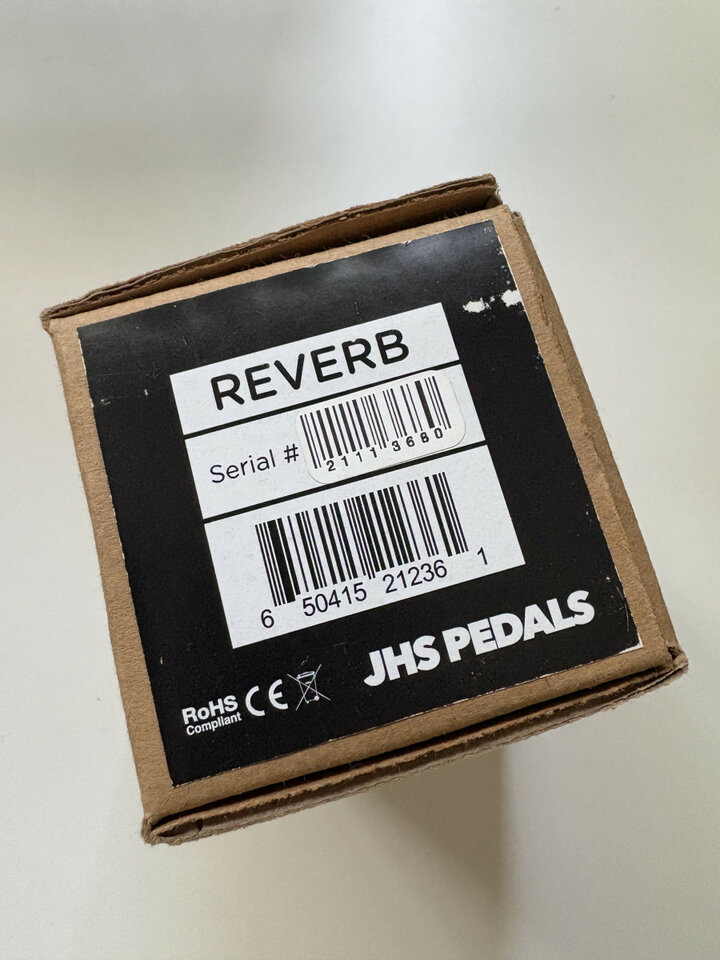 REVERB
Serial #
2111 3680
6 50415 21236 1
JHS PEDALS
RoHS
Compliant
CE